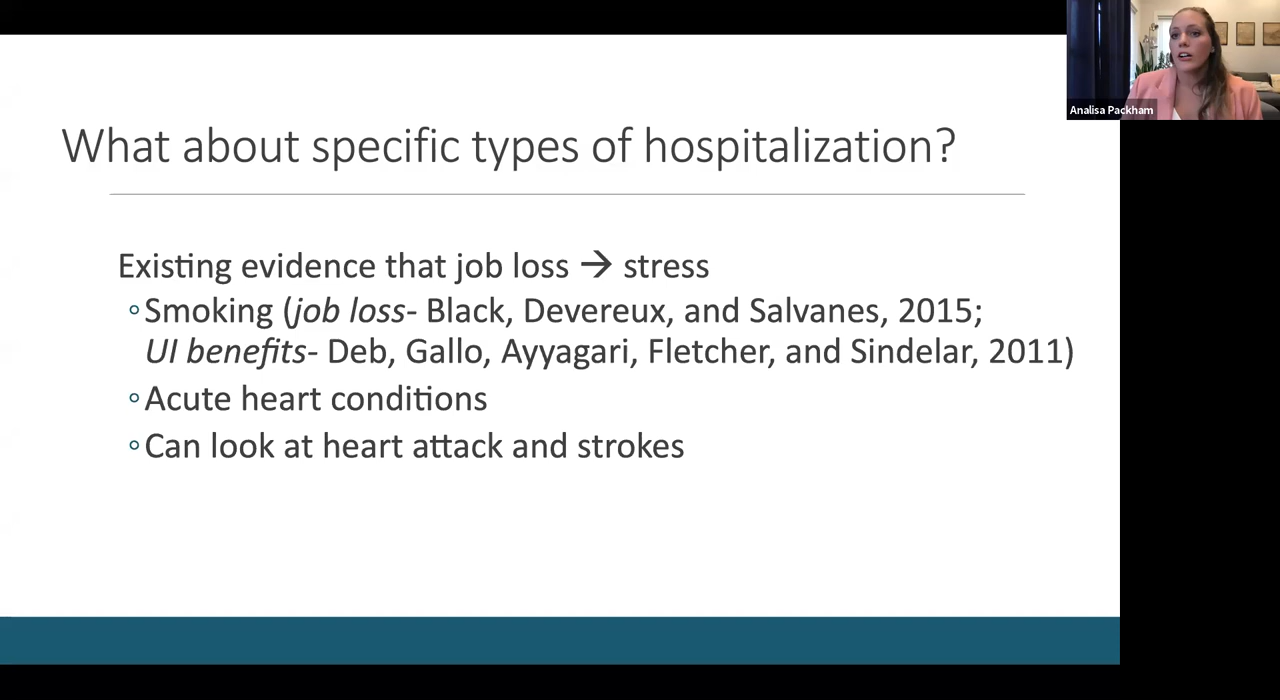 Analisa Packham
What about specific types of hospitalization?
Existing evidence that job loss → stress
◦Smoking (job loss- Black, Devereux, and Salvanes, 2015;
UI benefits- Deb, Gallo, Ayyagari, Fletcher, and Sindelar, 2011)
◦Acute heart conditions
◦Can look at heart attack and strokes